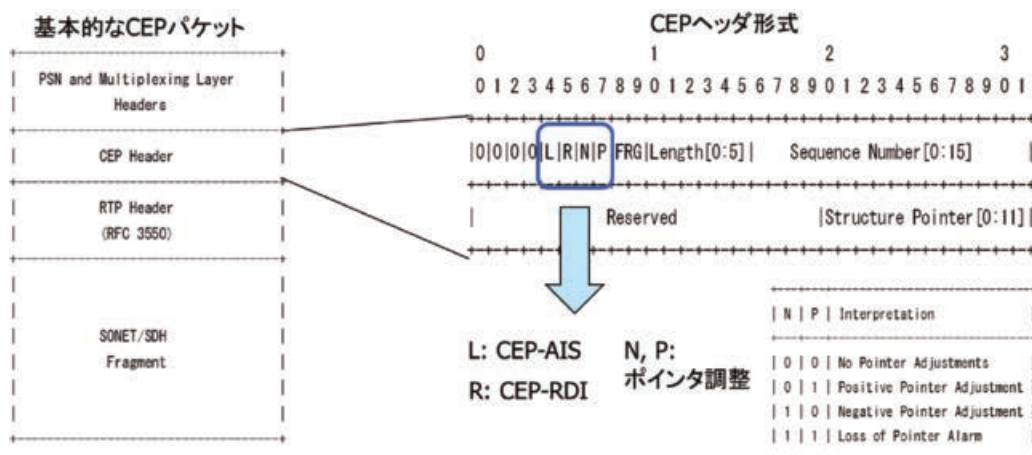 基本的なCEPパケット
PSN and Multiplexing Layer
Headers
CEP Header
RTP Header
(RFC 3550)
SONET/SDH
Fragment
CEPヘッダ形式
0 1 2 3
0 1 2 3 4 5 6 7 8 9 0 1 2 3 4 5 6 7 8 9 0 1 2 3 4 5 6 7 8 9 0 1
|0|0|0|0|L|R|N|P|FRG|Length[0:5]| Sequence Number[0:15] |
| Reserved |Structure Pointer[0:11]|
L: CEP-AIS
R: CEP-RDI
N, P:
ポインタ調整
| N | P | Interpretation |
| 0 | 0 | No Pointer Adjustments |
| 0 | 1 | Positive Pointer Adjustment |
| 1 | 0 | Negative Pointer Adjustment |
| 1 | 1 | Loss of Pointer Alarm |